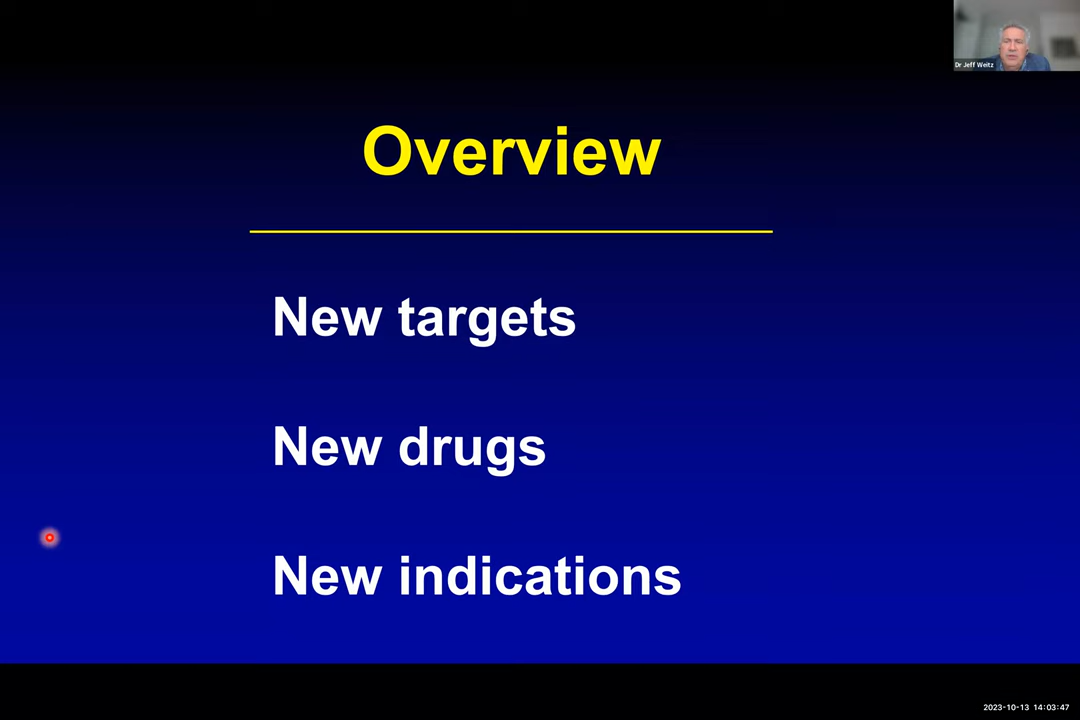 Dr Jeff Weitz
Overview
New targets
New drugs
New indications
2023-10-13 14:03:47